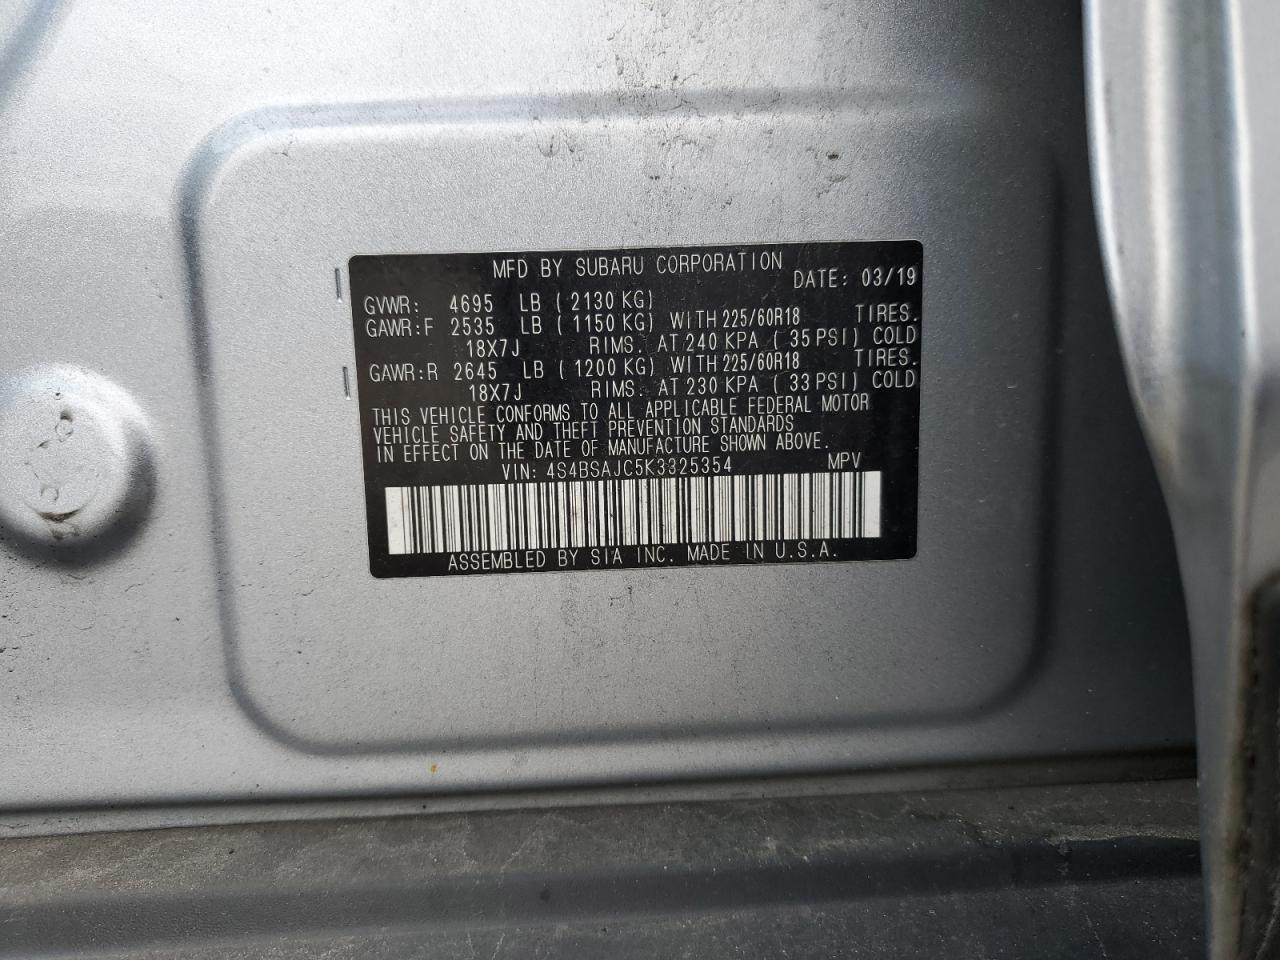 MFD BY SUBARU CORPORATION
DATE: 03/19
GVWR: 4695 LB ( 2130 KG)
GAWR:F 2535 LB ( 1150 KG) WITH 225/60R18 TIRES.
18X7J RIMS. AT 240 KPA ( 35 PSI) COLD
GAWR:R 2645 LB ( 1200 KG) WITH 225/60R18 TIRES.
18X7J RIMS. AT 230 KPA ( 33 PSI) COLD
THIS VEHICLE CONFORMS TO ALL APPLICABLE FEDERAL MOTOR
VEHICLE SAFETY AND THEFT PREVENTION STANDARDS
IN EFFECT ON THE DATE OF MANUFACTURE SHOWN ABOVE.
VIN: 4S4BSAJC5K3325354 MPV
ASSEMBLED BY SIA INC. MADE IN U.S.A.